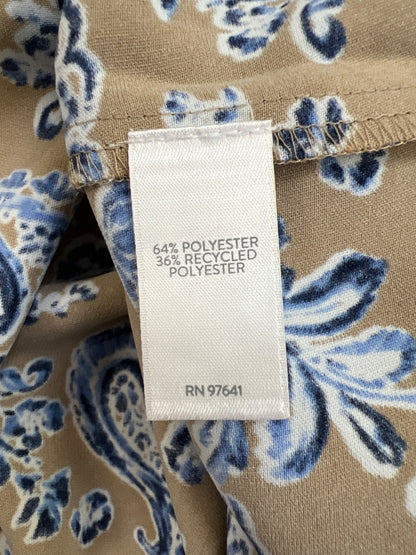 64% POLYESTER
36% RECYCLED
POLYESTER
RN 97641